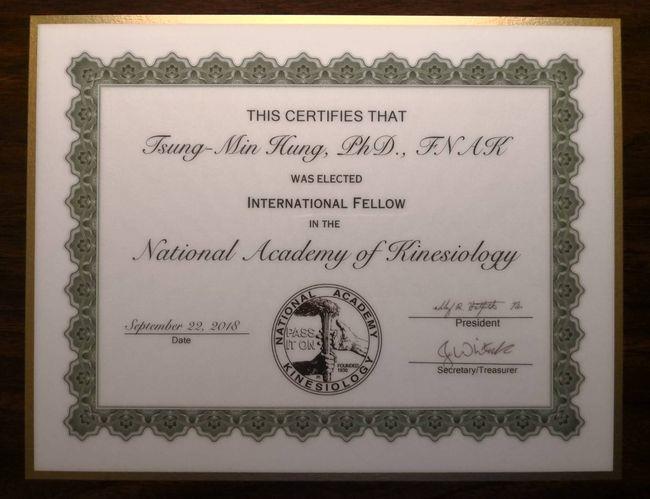 THIS CERTIFIES THAT
Tsung-Min Hung, PhD., FNAK
WAS ELECTED
INTERNATIONAL FELLOW
IN THE
National Academy of Kinesiology
September 22, 2018
Date
NATIONAL ACADEMY
PASS
IT ON
FOUNDED
1930
KINESIOLOGY
President
Secretary/Treasurer